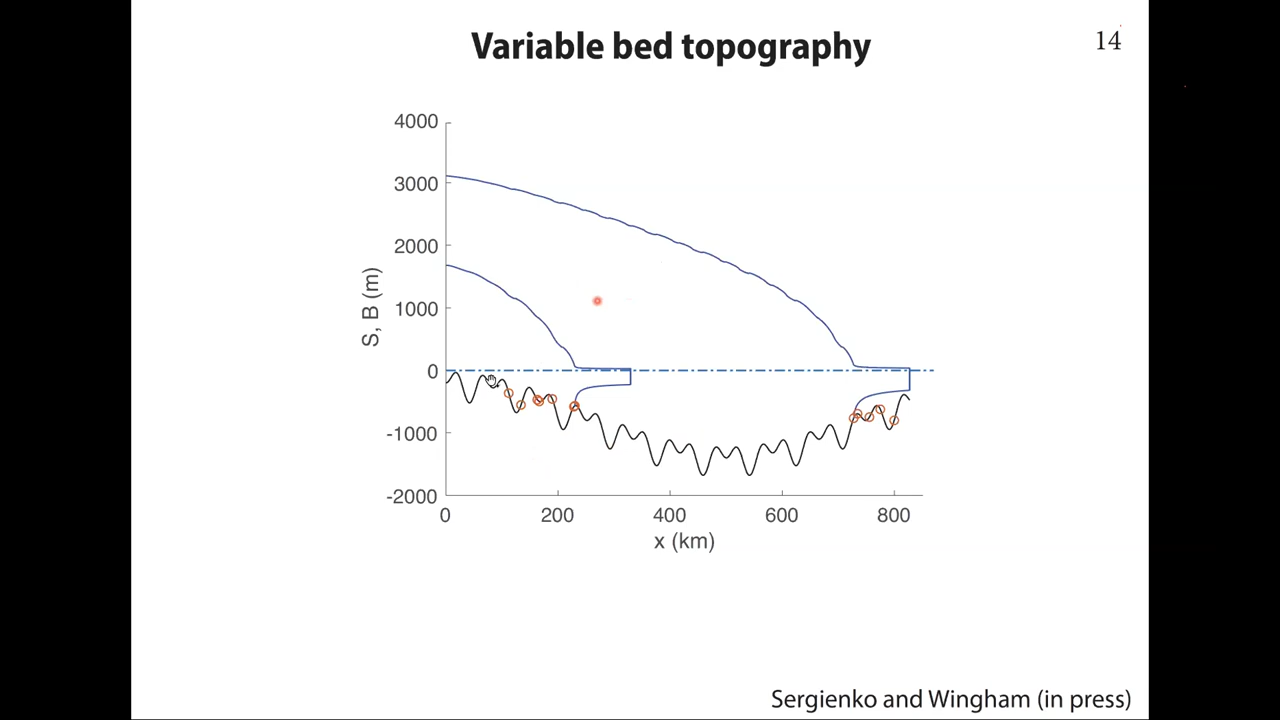 Variable bed topography
14
4000
3000
2000
1000
0
-1000
-2000
S, B (m)
0 200 400 600 800
x (km)
Sergienko and Wingham (in press)